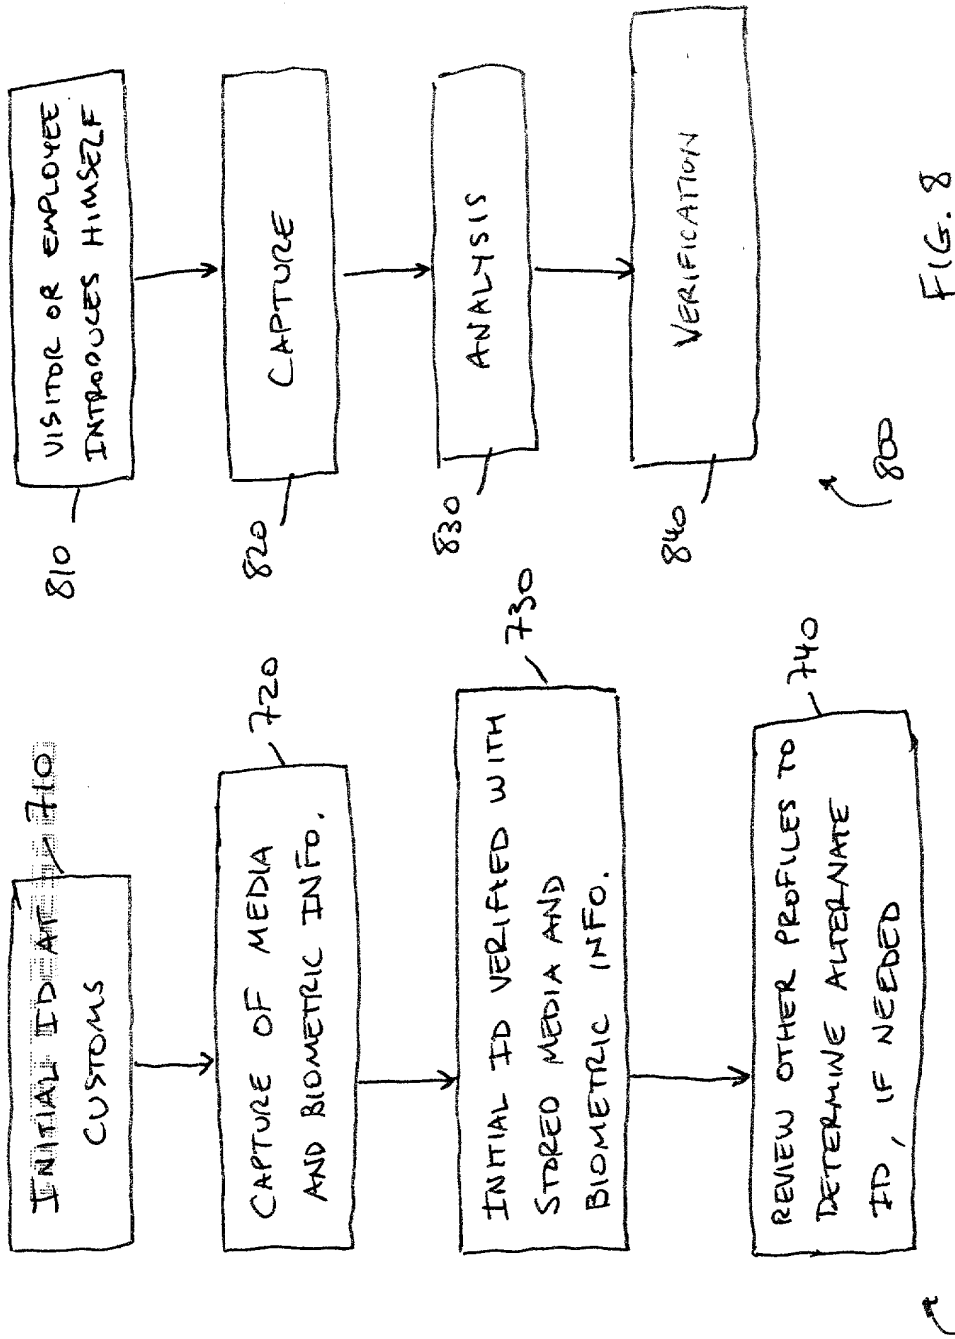 INITIAL ID AT
CUSTOMS
710
CAPTURE OF MEDIA
AND BIOMETRIC INFO.
720
INITIAL ID VERIFIED WITH
STORED MEDIA AND
BIOMETRIC INFO.
730
REVIEW OTHER PROFILES TO
DETERMINE ALTERNATE
ID, IF NEEDED
740
VISITOR OR EMPLOYEE
INTRODUCES HIMSELF
810
CAPTURE
820
ANALYSIS
830
VERIFICATION
840
800
FIG. 8